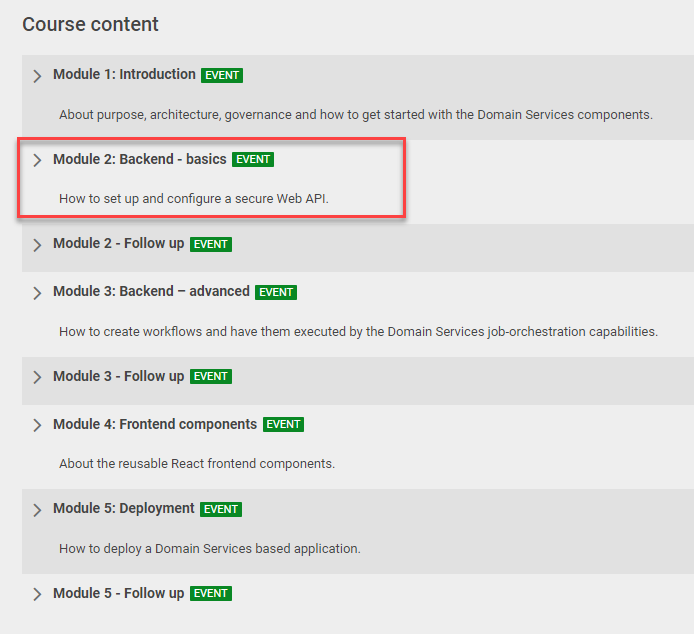 Course content
Module 1: Introduction EVENT
About purpose, architecture, governance and how to get started with the Domain Services components.
Module 2: Backend - basics EVENT
How to set up and configure a secure Web API.
Module 2 - Follow up EVENT
Module 3: Backend – advanced EVENT
How to create workflows and have them executed by the Domain Services job-orchestration capabilities.
Module 3 - Follow up EVENT
Module 4: Frontend components EVENT
About the reusable React frontend components.
Module 5: Deployment EVENT
How to deploy a Domain Services based application.
Module 5 - Follow up EVENT